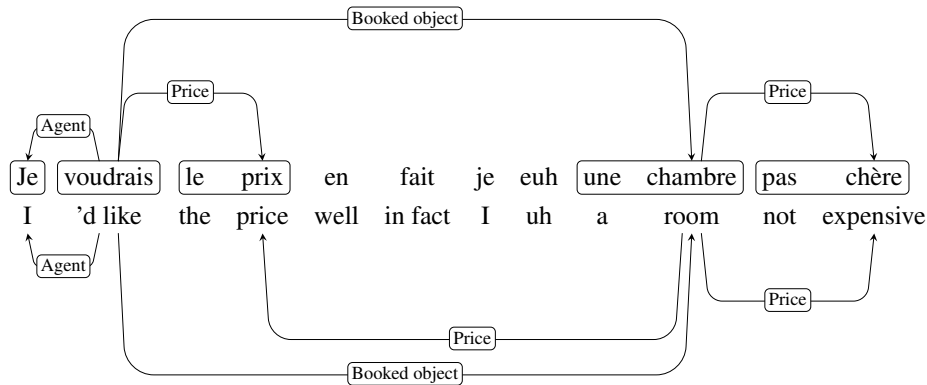 Booked object
Price
Price
Agent
Je voudrais le prix en fait je euh une chambre pas chère
I 'd like the price well in fact I uh a room not expensive
Agent
Price
Price
Booked object